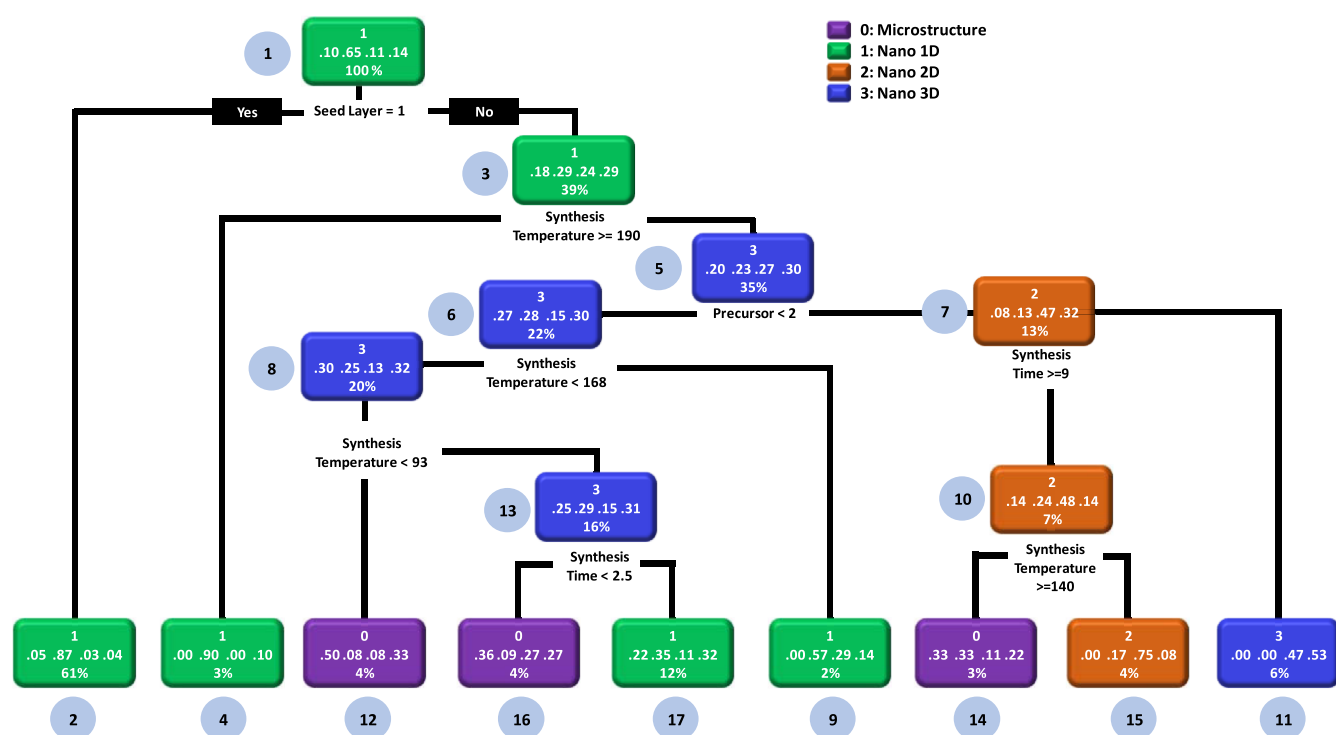 1
1
.10 .65 .11 .14
100 %
0: Microstructure
1: Nano 1D
2: Nano 2D
3: Nano 3D
Yes
Seed Layer = 1
No
3
1
.18 .29 .24 .29
39%
Synthesis
Temperature >= 190
5
3
.20 .23 .27 .30
35%
Precursor < 2
6
3
.27 .28 .15 .30
22%
Synthesis
Temperature < 168
7
2
.08 .13 .47 .32
13%
Synthesis
Time >=9
8
3
.30 .25 .13 .32
20%
Synthesis
Temperature < 93
13
3
.25 .29 .15 .31
16%
Synthesis
Time < 2.5
10
2
.14 .24 .48 .14
7%
Synthesis
Temperature
>=140
1
.05 .87 .03 .04
61%
1
.00 .90 .00 .10
3%
0
.50 .08 .08 .33
4%
0
.36 .09 .27 .27
4%
1
.22 .35 .11 .32
12%
1
.00 .57 .29 .14
2%
0
.33 .33 .11 .22
3%
2
.00 .17 .75 .08
4%
3
.00 .00 .47 .53
6%
2
4
12
16
17
9
14
15
11